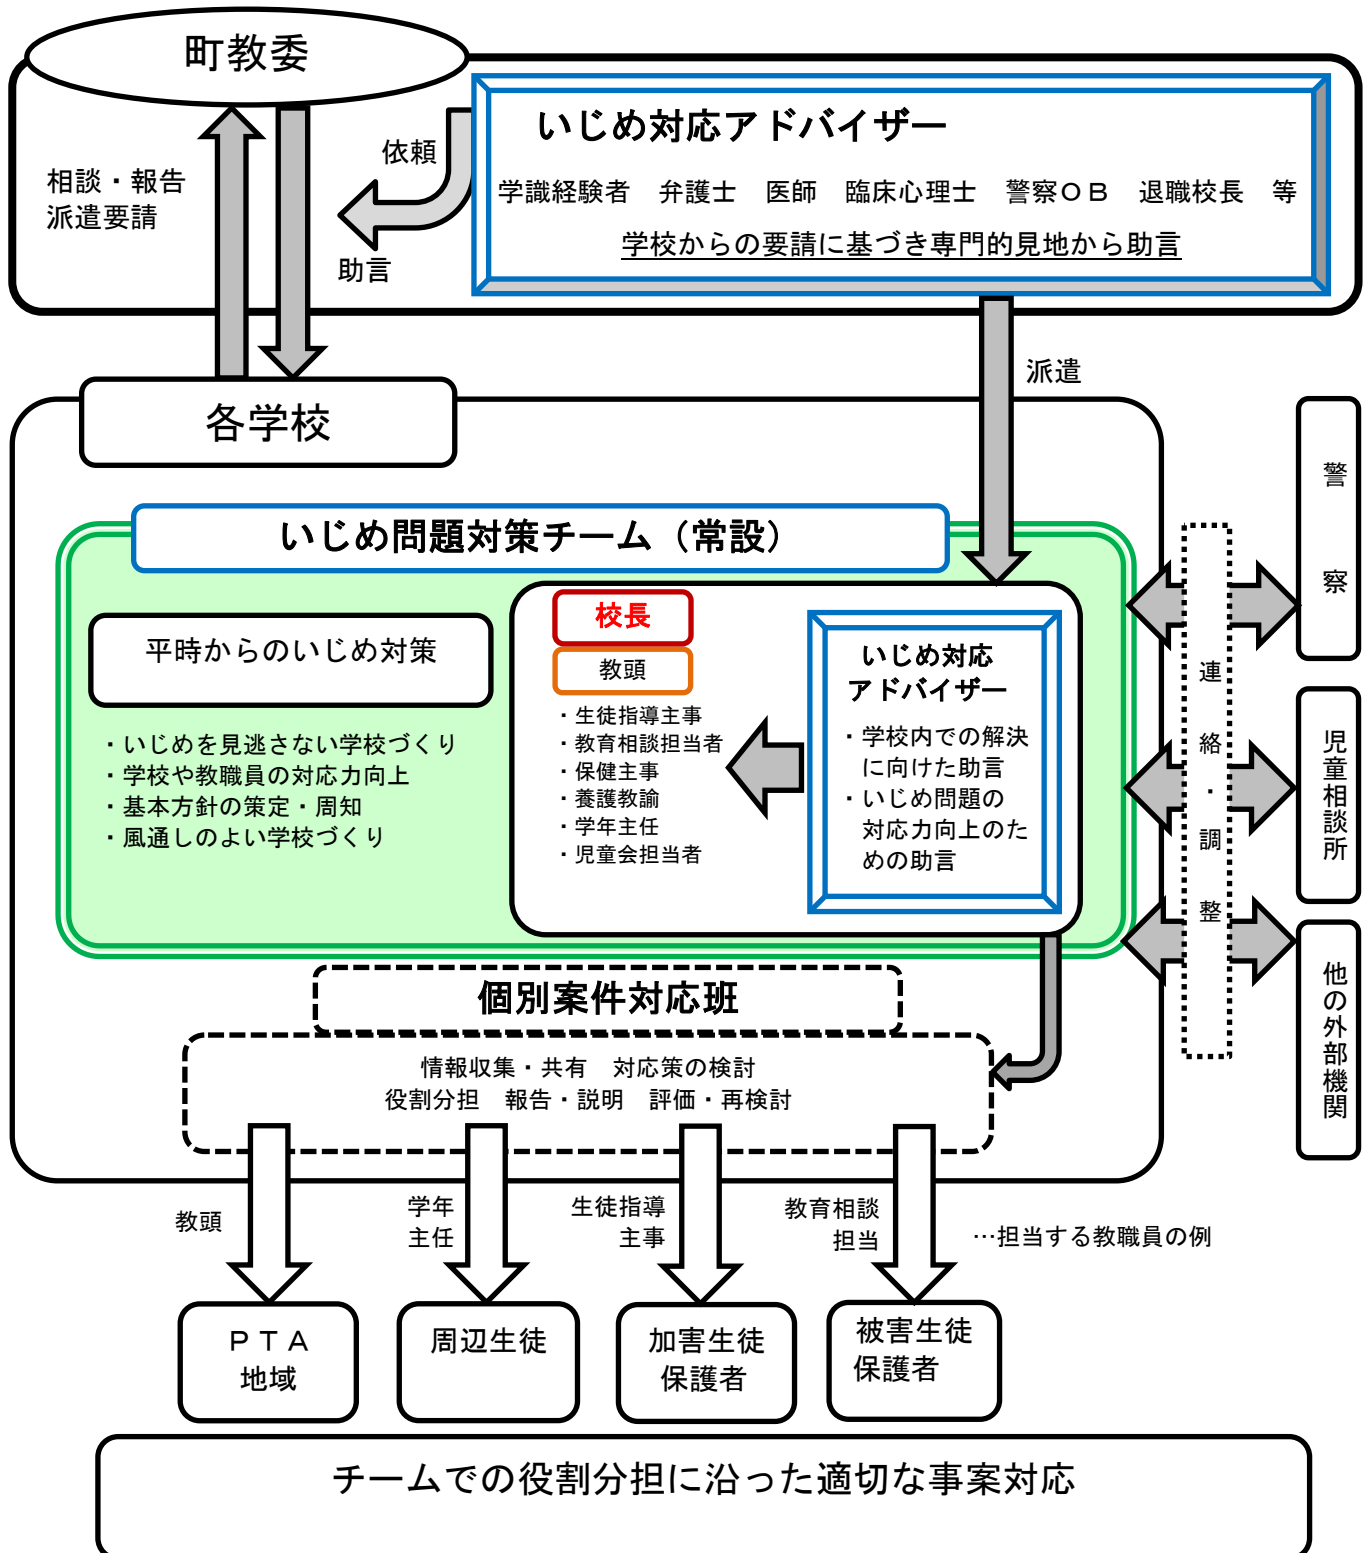 町教委
いじめ対応アドバイザー
学識経験者　弁護士　医師　臨床心理士　警察ＯＢ　退職校長　等
学校からの要請に基づき専門的見地から助言
依頼
助言
相談・報告
派遣要請
派遣
各学校
いじめ問題対策チーム（常設）
平時からのいじめ対策
・いじめを見逃さない学校づくり
・学校や教職員の対応力向上
・基本方針の策定・周知
・風通しのよい学校づくり
校長
教頭
・生徒指導主事
・教育相談担当者
・保健主事
・養護教諭
・学年主任
・児童会担当者
いじめ対応
アドバイザー
・学校内での解決
に向けた助言
・いじめ問題の
対応力向上のた
めの助言
連絡・調整
警察
児童相談所
他の外部機関
個別案件対応班
情報収集・共有　対応策の検討
役割分担　報告・説明　評価・再検討
教頭
学年
主任
生徒指導
主事
教育相談
担当
…担当する教職員の例
ＰＴＡ
地域
周辺生徒
加害生徒
保護者
被害生徒
保護者
チームでの役割分担に沿った適切な事案対応